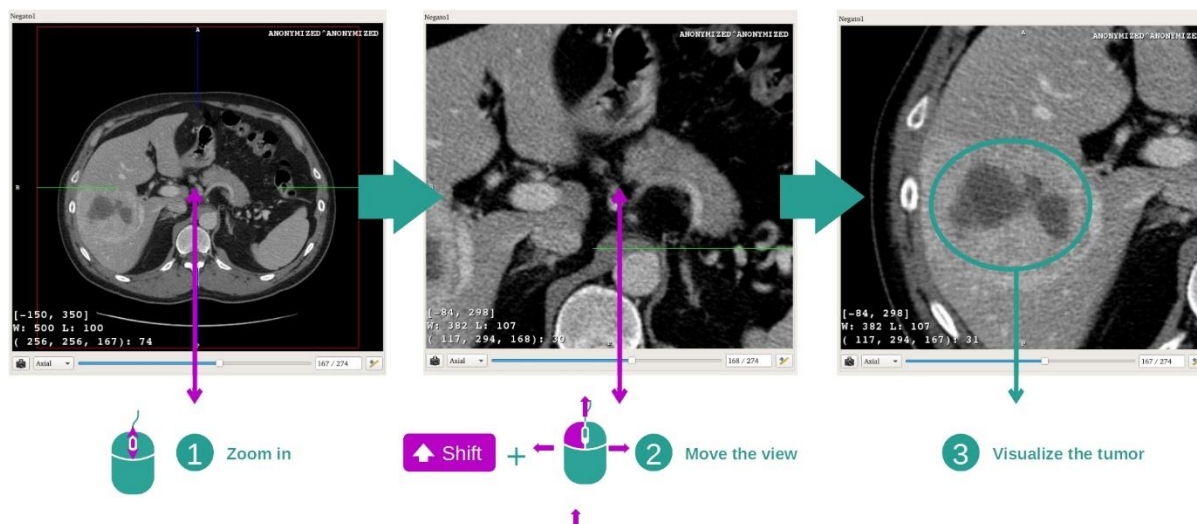 Negato1
A
ANONYMIZED^ANONYMIZED
R
[-150, 350]
W: 500 L: 100
( 256, 256, 167): 74
P
Axial
167 / 274
Negato1
A
ANONYMIZED^ANONYMIZED
[-84, 298]
W: 382 L: 107
( 117, 294, 168): 30
P
Axial
168 / 274
Negato1
A
ANONYMIZED^ANONYMIZED
[-84, 298]
W: 382 L: 107
( 117, 294, 167): 31
P
Axial
167 / 274
1 Zoom in
Shift + 2 Move the view
3 Visualize the tumor